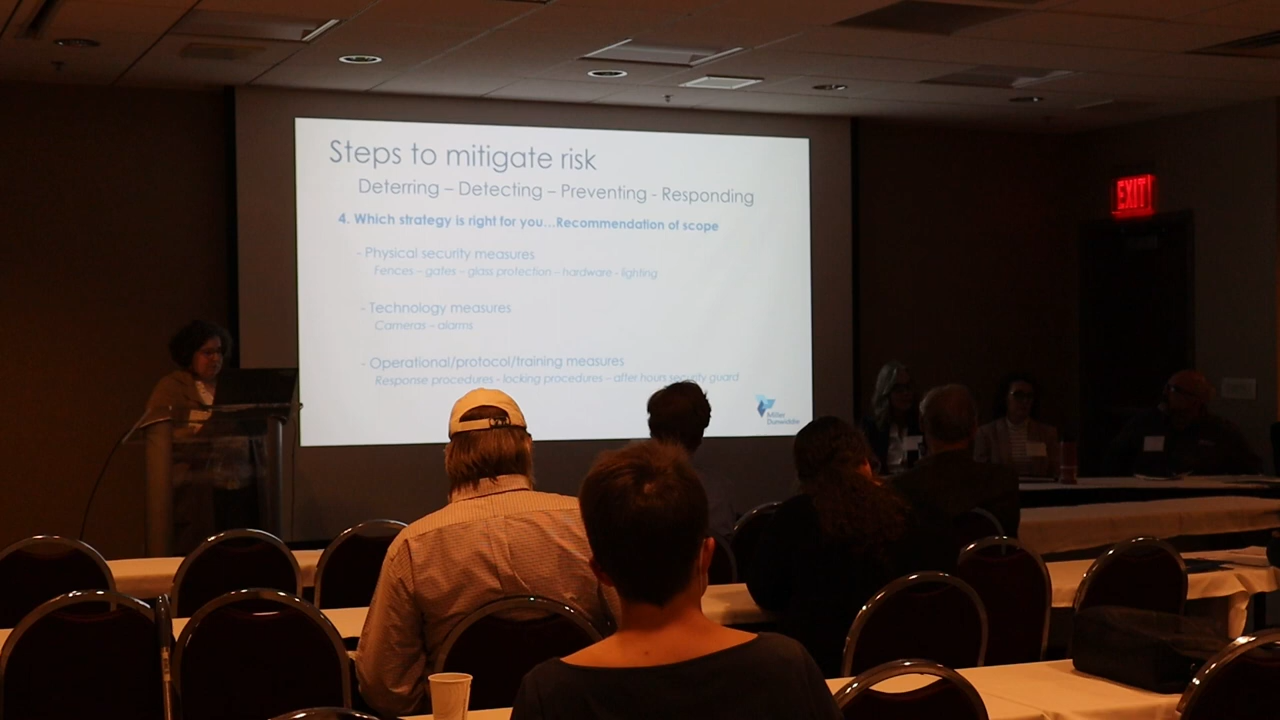 Steps to mitigate risk
Deterring – Detecting – Preventing - Responding
4. Which strategy is right for you...Recommendation of scope
- Physical security measures
Fences – gates – glass protection – hardware - lighting
- Technology measures
Cameras – alarms
- Operational/protocol/training measures
Response procedures - locking procedures – after hours security guard
Miller
Dunwiddie
EXIT